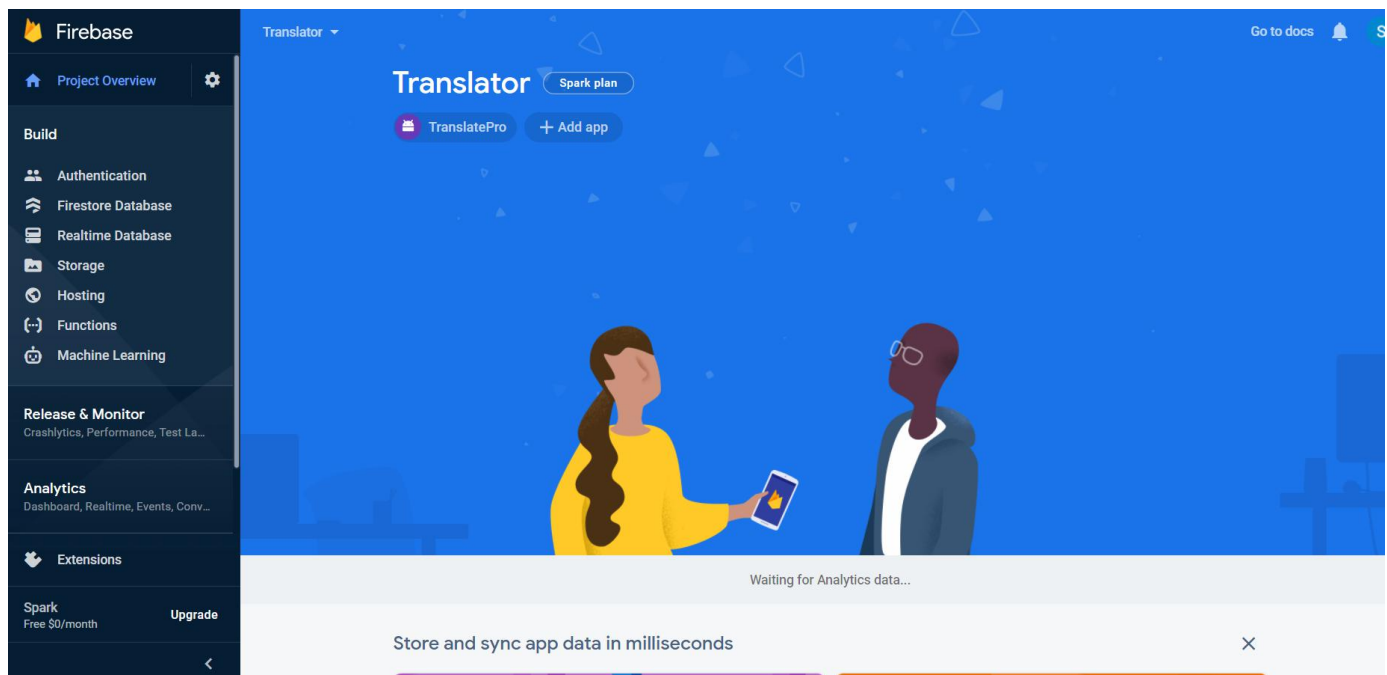 Firebase
Project Overview
Build
Authentication
Firestore Database
Realtime Database
Storage
Hosting
Functions
Machine Learning
Release & Monitor
Crashlytics, Performance, Test La...
Analytics
Dashboard, Realtime, Events, Conv...
Extensions
Spark
Free $0/month
Upgrade
Translator
Go to docs
S
Translator
Spark plan
TranslatePro
+ Add app
Waiting for Analytics data...
Store and sync app data in milliseconds